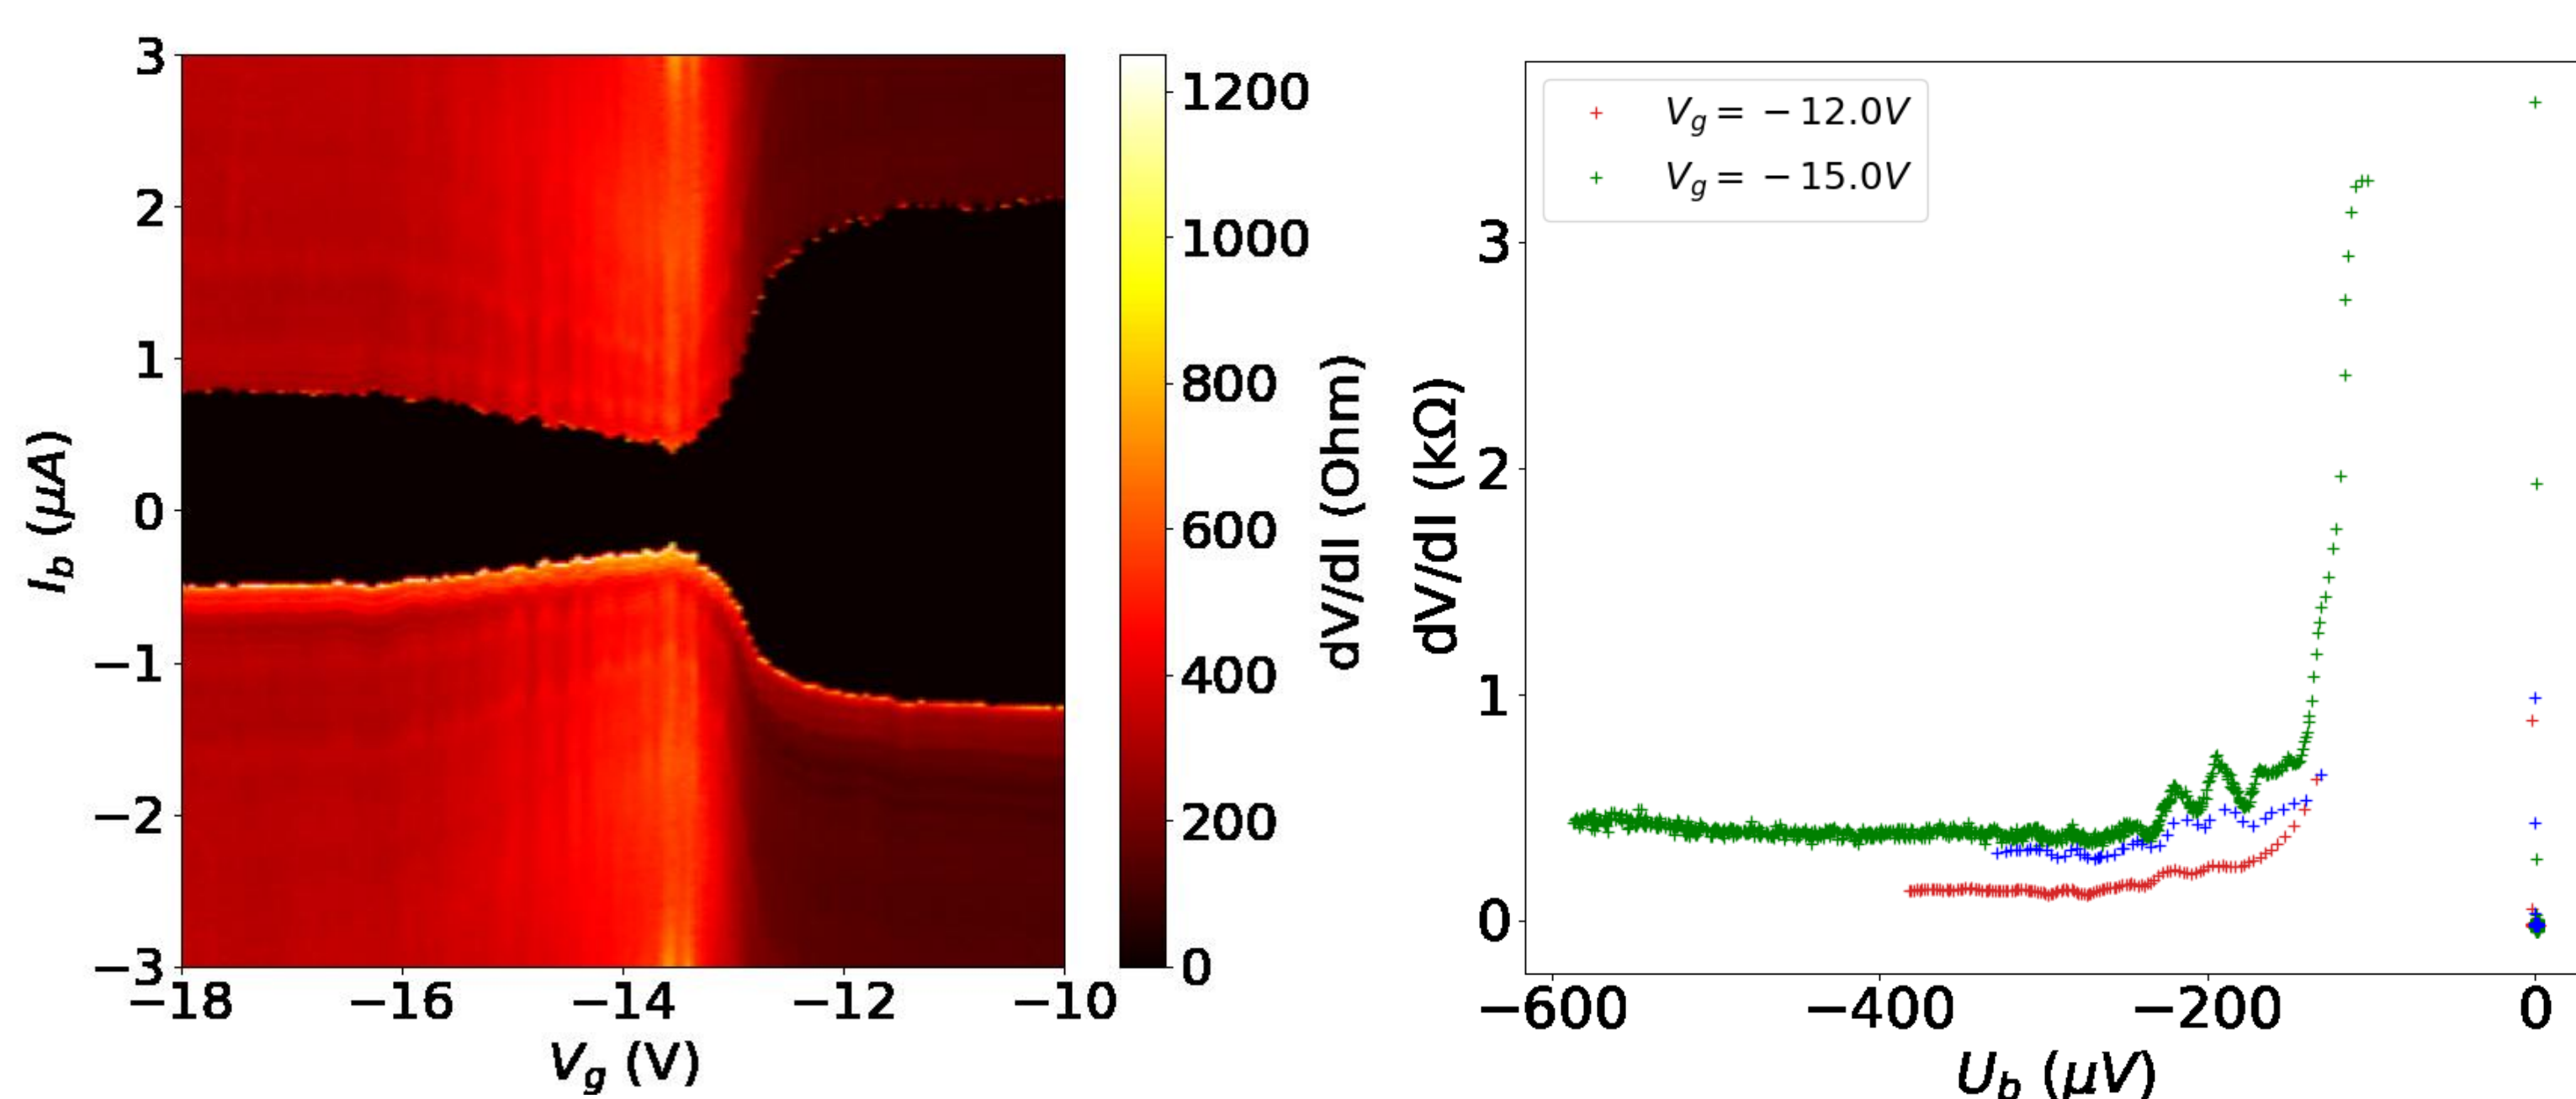 3
2
1
0
−1
−2
−3
I_b (μA)
−18 −16 −14 −12 −10
V_g (V)
1200
1000
800
600
400
200
0
dV/dI (Ohm)
V_g = −12.0V
V_g = −15.0V
3
2
1
0
dV/dI (kΩ)
−600 −400 −200 0
U_b (μV)